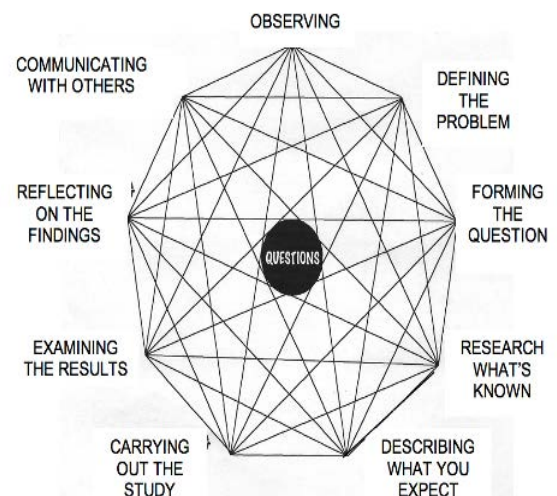 OBSERVING
DEFINING
THE
PROBLEM
FORMING
THE
QUESTION
RESEARCH
WHAT'S
KNOWN
DESCRIBING
WHAT YOU
EXPECT
CARRYING
OUT THE
STUDY
EXAMINING
THE RESULTS
REFLECTING
ON THE
FINDINGS
COMMUNICATING
WITH OTHERS
QUESTIONS